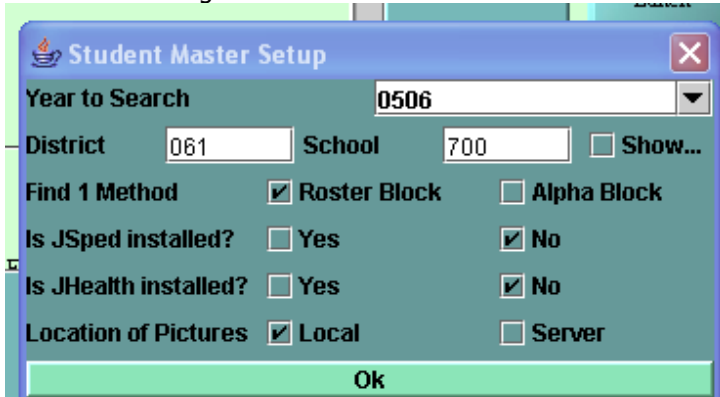 Student Master Setup
Year to Search 0506
District 061 School 700 Show...
Find 1 Method Roster Block Alpha Block
Is JSped installed? Yes No
Is JHealth installed? Yes No
Location of Pictures Local Server
Ok